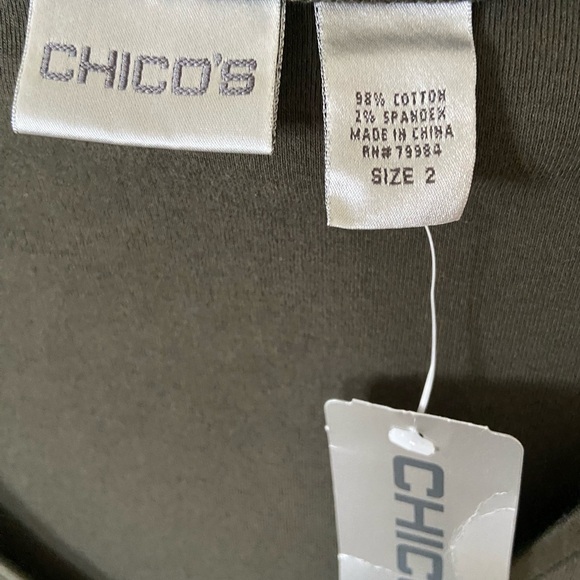 CHICO'S
98% COTTON
2% SPANDEX
MADE IN CHINA
RN#79984
SIZE 2
CHIC